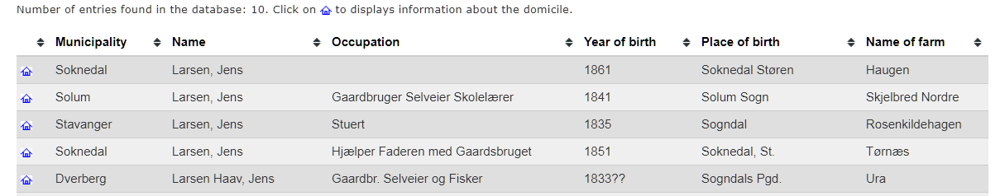 Number of entries found in the database: 10. Click on to displays information about the domicile.
Municipality Name Occupation Year of birth Place of birth Name of farm
Soknedal Larsen, Jens 1861 Soknedal Støren Haugen
Solum Larsen, Jens Gaardbruger Selveier Skolelærer 1841 Solum Sogn Skjelbred Nordre
Stavanger Larsen, Jens Stuert 1835 Sogndal Rosenkildehagen
Soknedal Larsen, Jens Hjælper Faderen med Gaardsbruget 1851 Soknedal, St. Tørnæs
Dverberg Larsen Haav, Jens Gaardbr. Selveier og Fisker 1833?? Sogndals Pgd. Ura